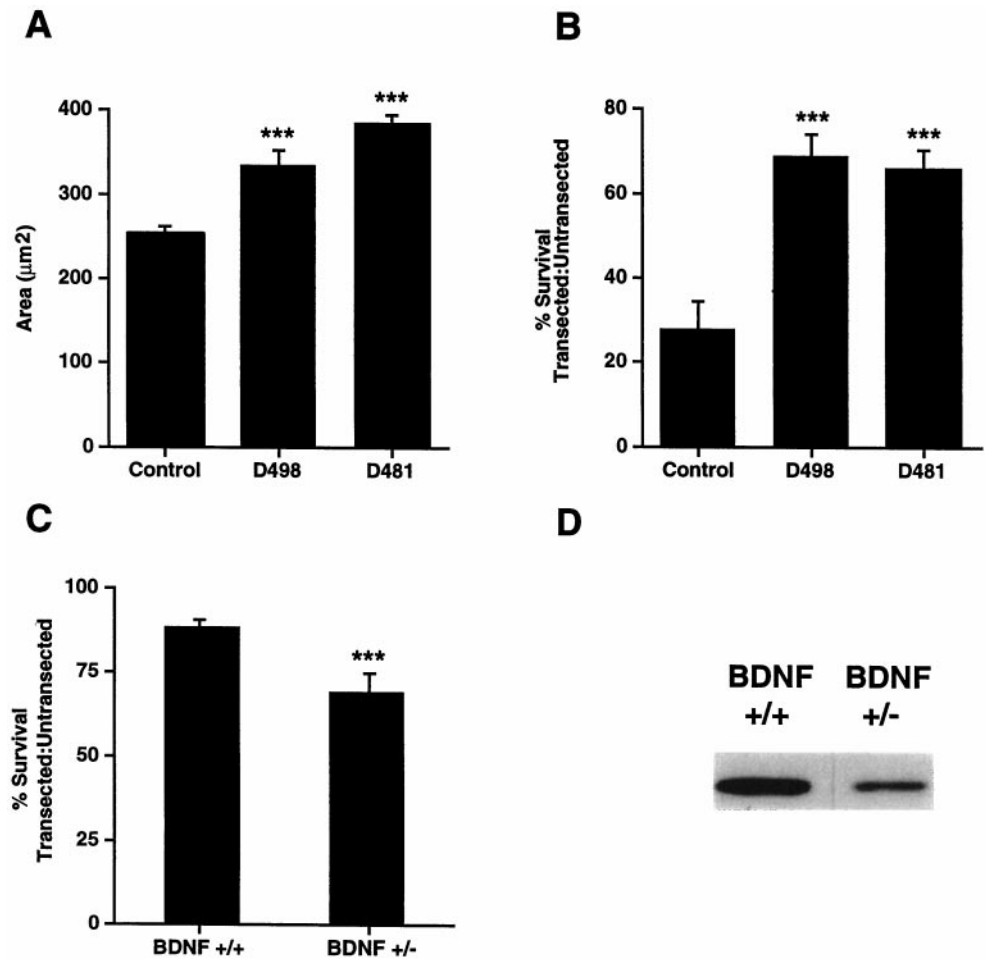 A
400
300
200
100
0
Area (µm2)
***
***
Control
D498
D481
B
80
60
40
20
0
% Survival
Transected:Untransected
***
***
Control
D498
D481
C
100
75
50
25
0
% Survival
Transected:Untransected
***
BDNF +/+
BDNF +/-
D
BDNF BDNF
+/+ +/-